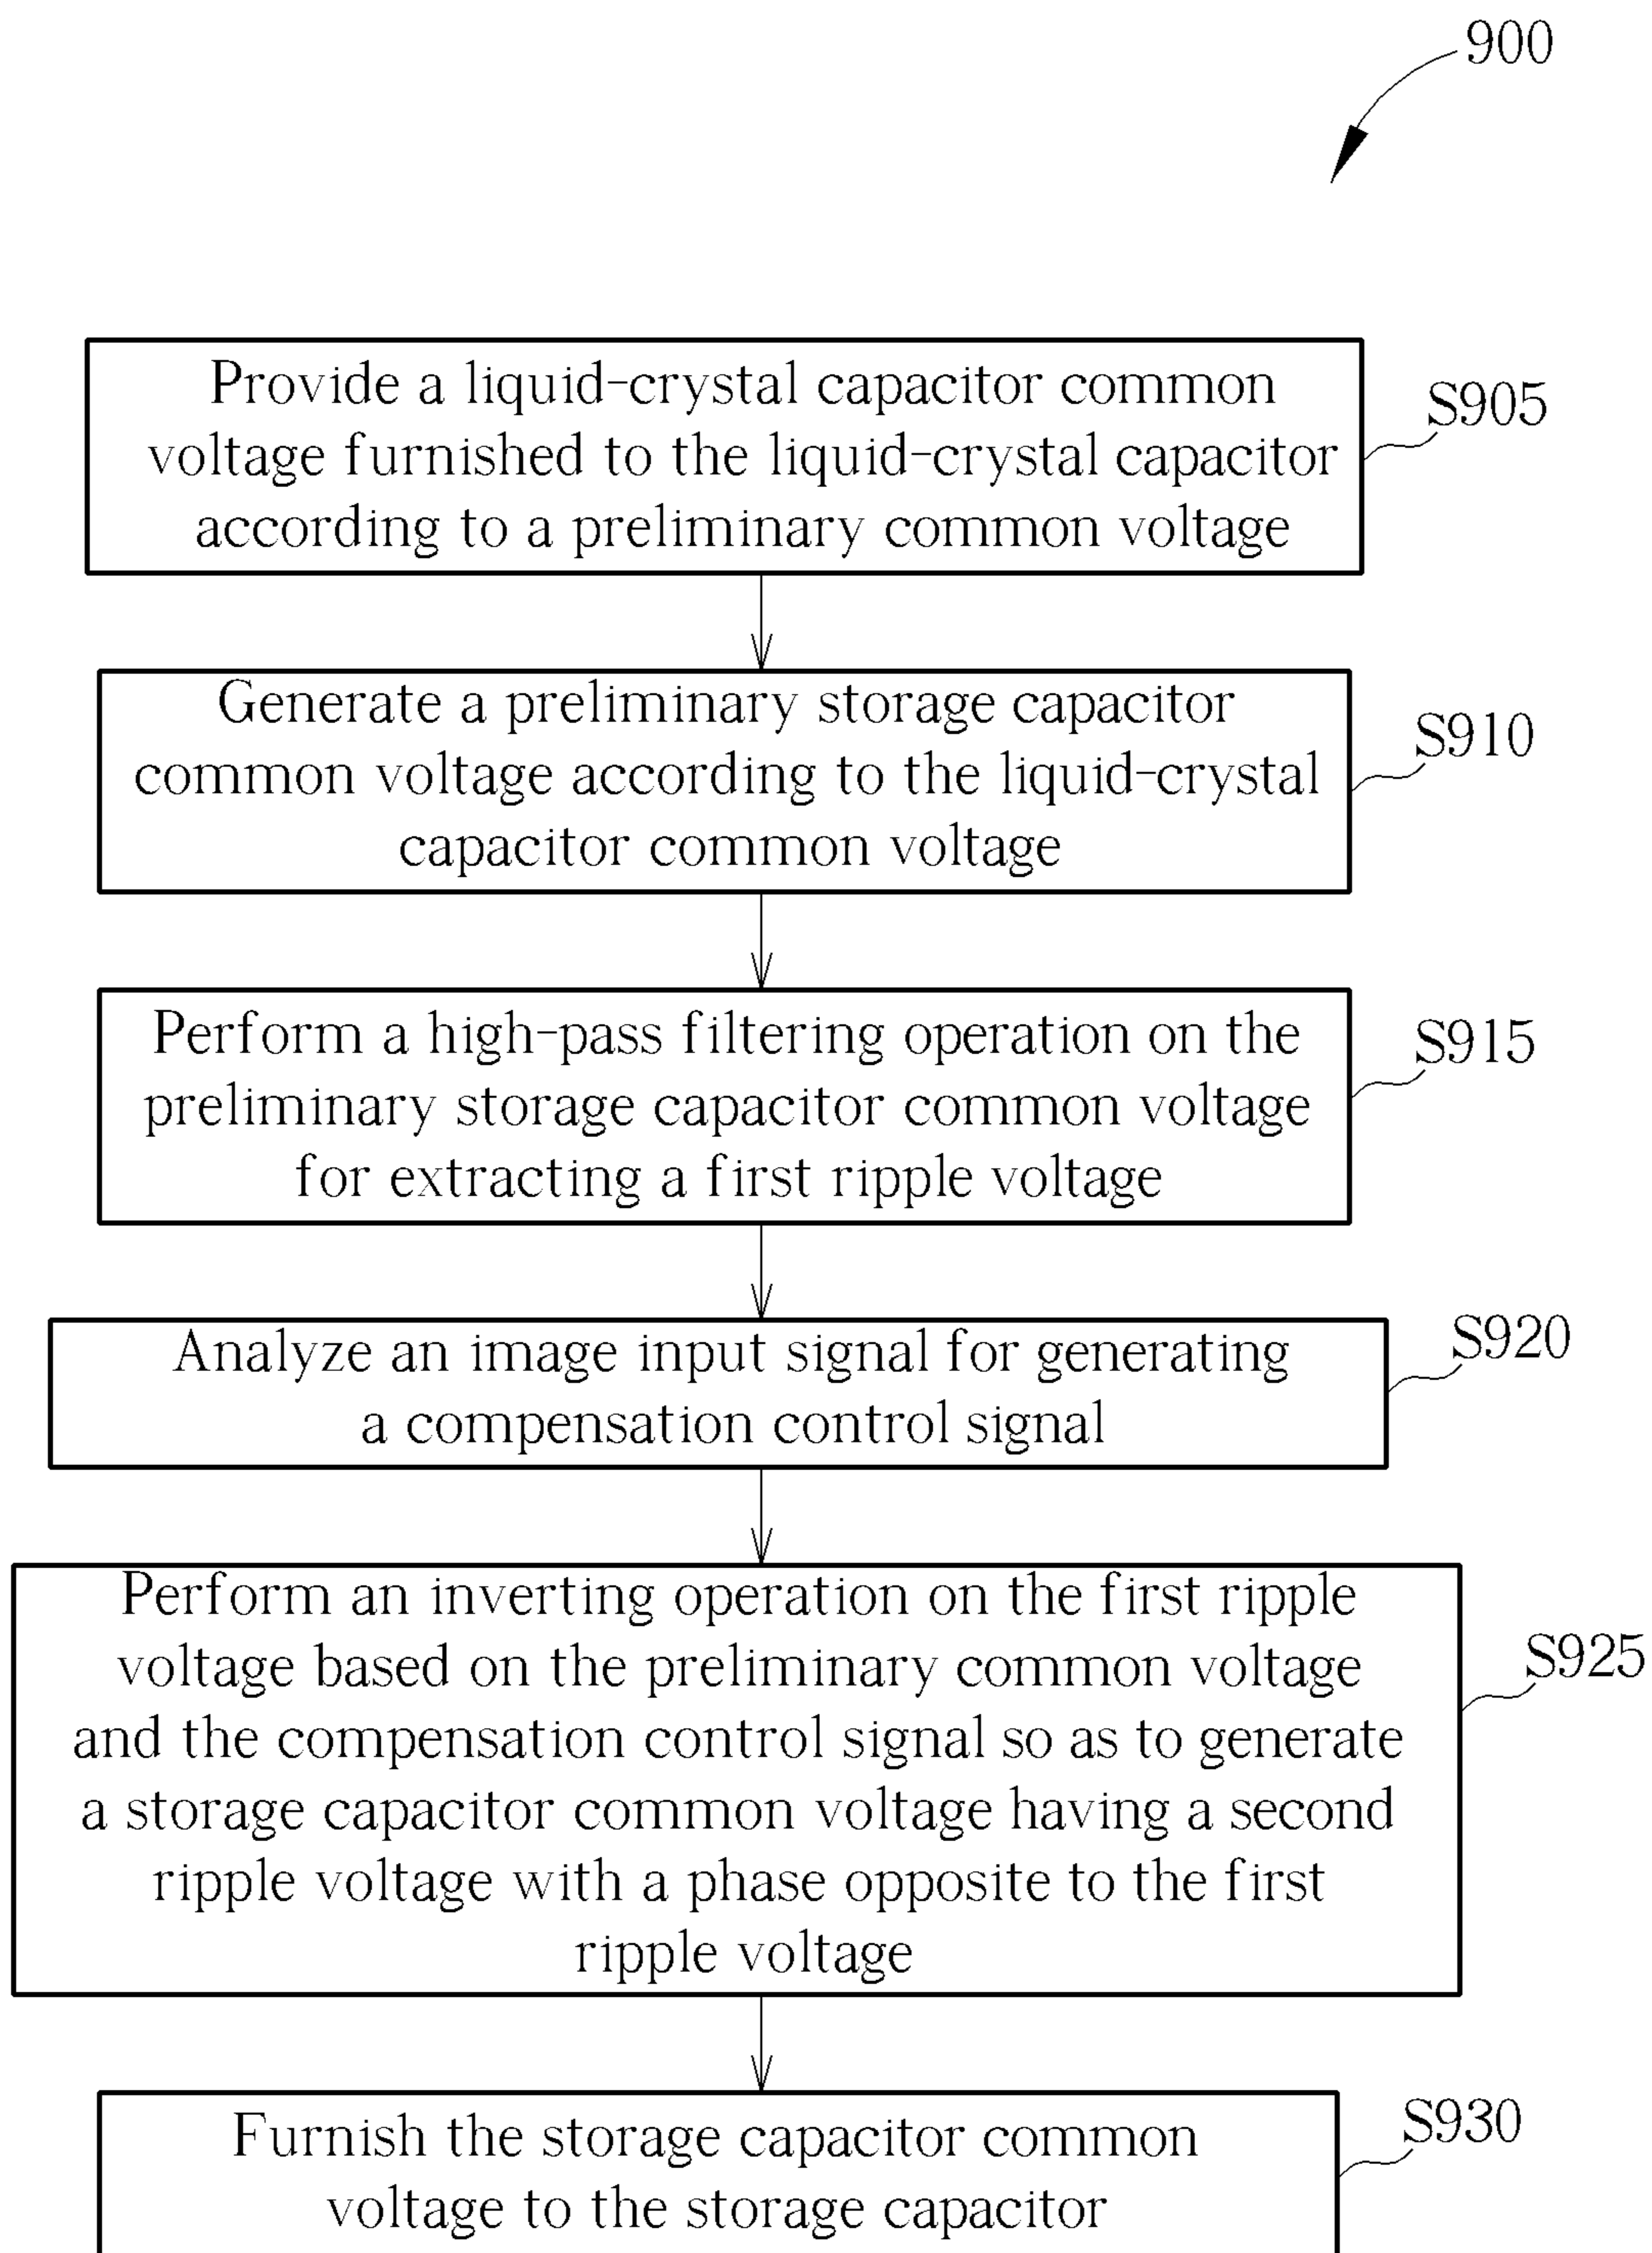 900
Provide a liquid-crystal capacitor common
voltage furnished to the liquid-crystal capacitor
according to a preliminary common voltage
S905
Generate a preliminary storage capacitor
common voltage according to the liquid-crystal
capacitor common voltage
S910
Perform a high-pass filtering operation on the
preliminary storage capacitor common voltage
for extracting a first ripple voltage
S915
Analyze an image input signal for generating
a compensation control signal
S920
Perform an inverting operation on the first ripple
voltage based on the preliminary common voltage
and the compensation control signal so as to generate
a storage capacitor common voltage having a second
ripple voltage with a phase opposite to the first
ripple voltage
S925
Furnish the storage capacitor common
voltage to the storage capacitor
S930